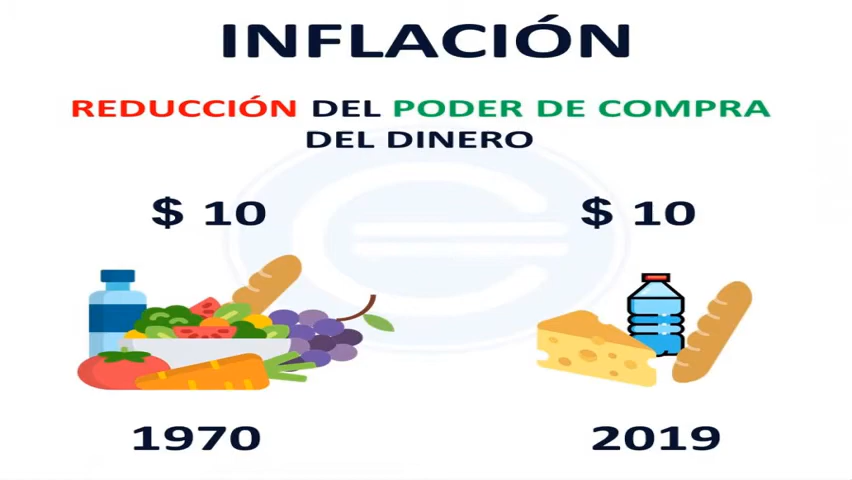 INFLACIÓN
REDUCCIÓN DEL PODER DE COMPRA
DEL DINERO
$ 10
$ 10
1970
2019